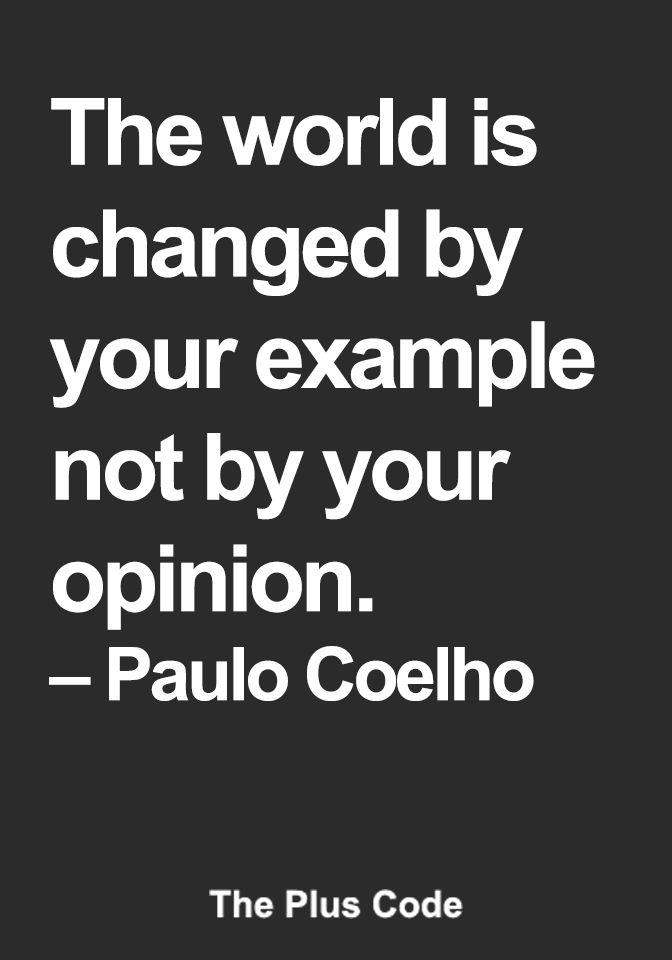 The world is
changed by
your example
not by your
opinion.
– Paulo Coelho
The Plus Code